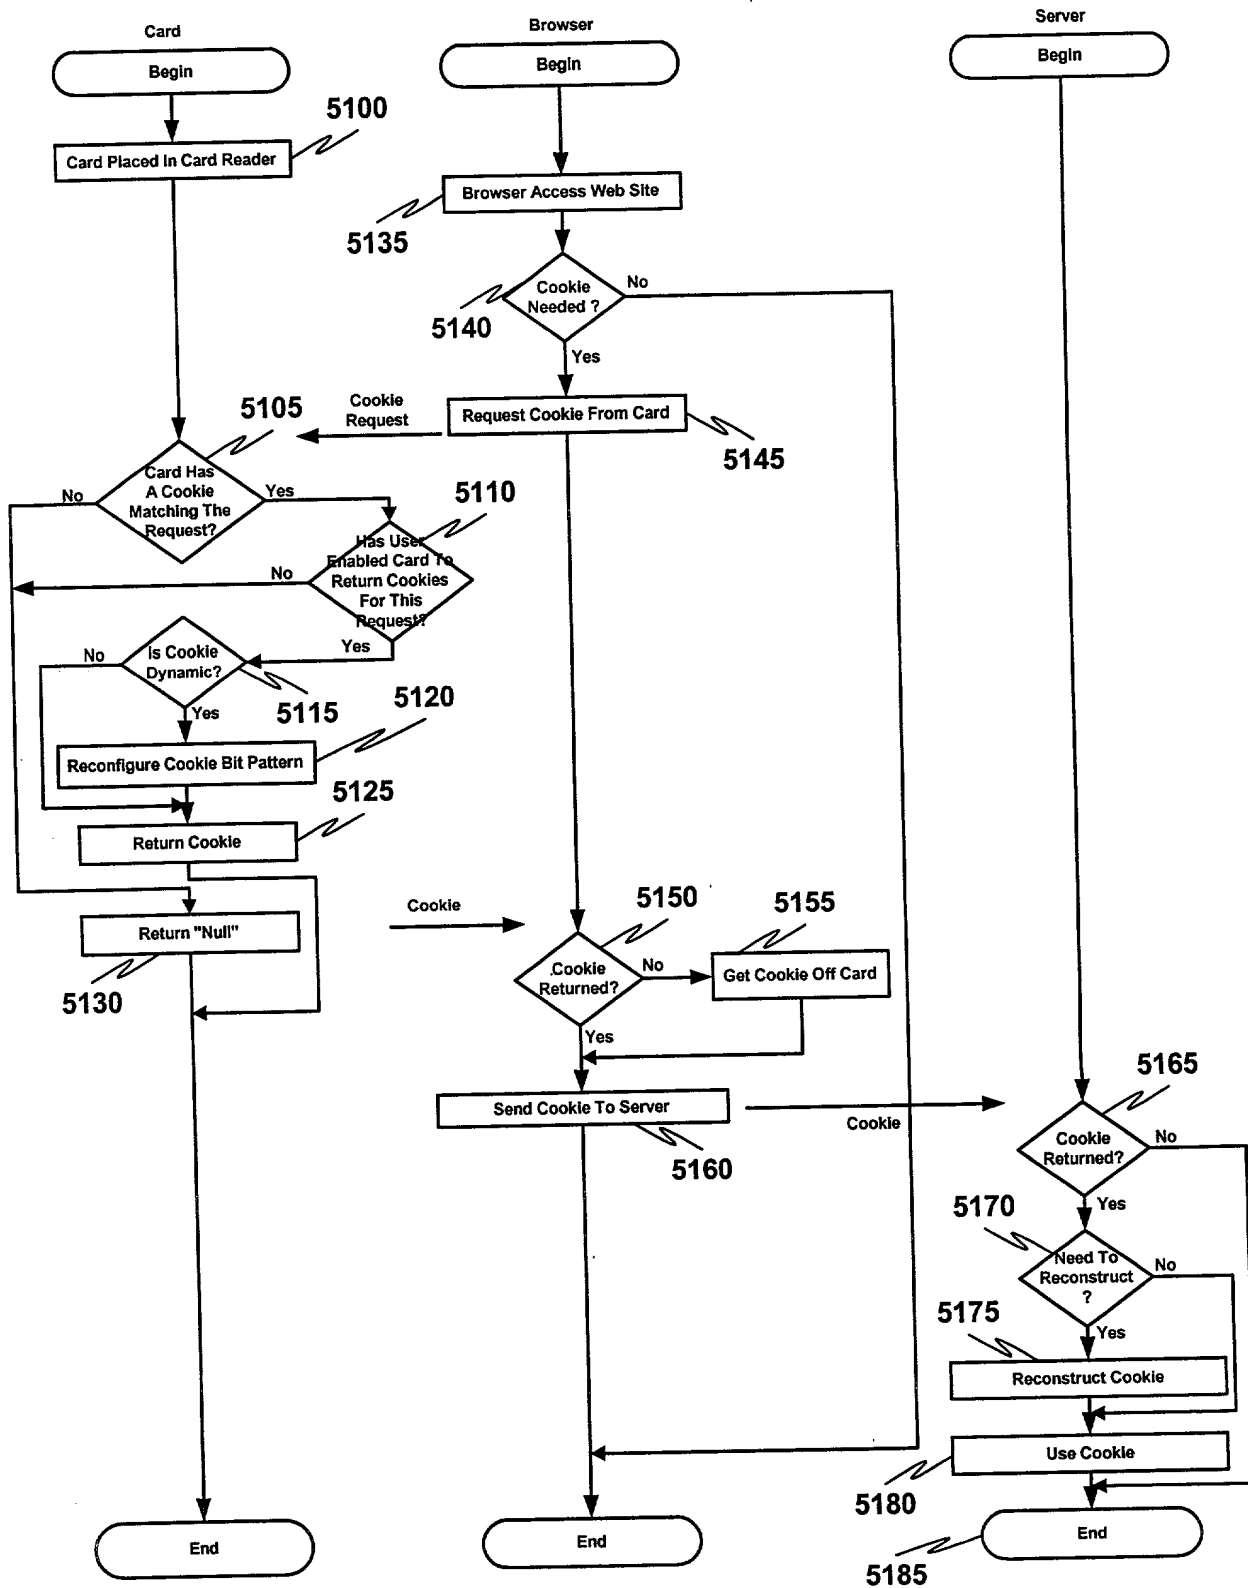 Card
Begin
5100
Card Placed In Card Reader
5105
Card Has
A Cookie
Matching The
Request?
No
Yes
5110
Has User
Enabled Card To
Return Cookies
For This
Request?
No
Yes
Is Cookie
Dynamic?
No
5115
Yes
5120
Reconfigure Cookie Bit Pattern
5125
Return Cookie
Return "Null"
5130
End
Browser
Begin
Browser Access Web Site
5135
Cookie
Needed ?
No
5140
Yes
Cookie
Request
Request Cookie From Card
5145
Cookie
5150
Cookie
Returned?
No
5155
Get Cookie Off Card
Yes
Send Cookie To Server
5160
Cookie
End
Server
Begin
5165
Cookie
Returned?
No
Yes
5170
Need To
Reconstruct
?
No
Yes
5175
Reconstruct Cookie
Use Cookie
5180
End
5185